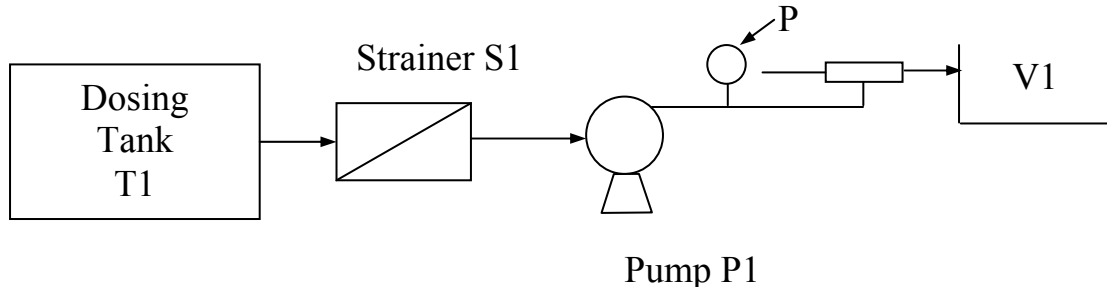 P
Strainer S1
Dosing
Tank
T1
V1
Pump P1